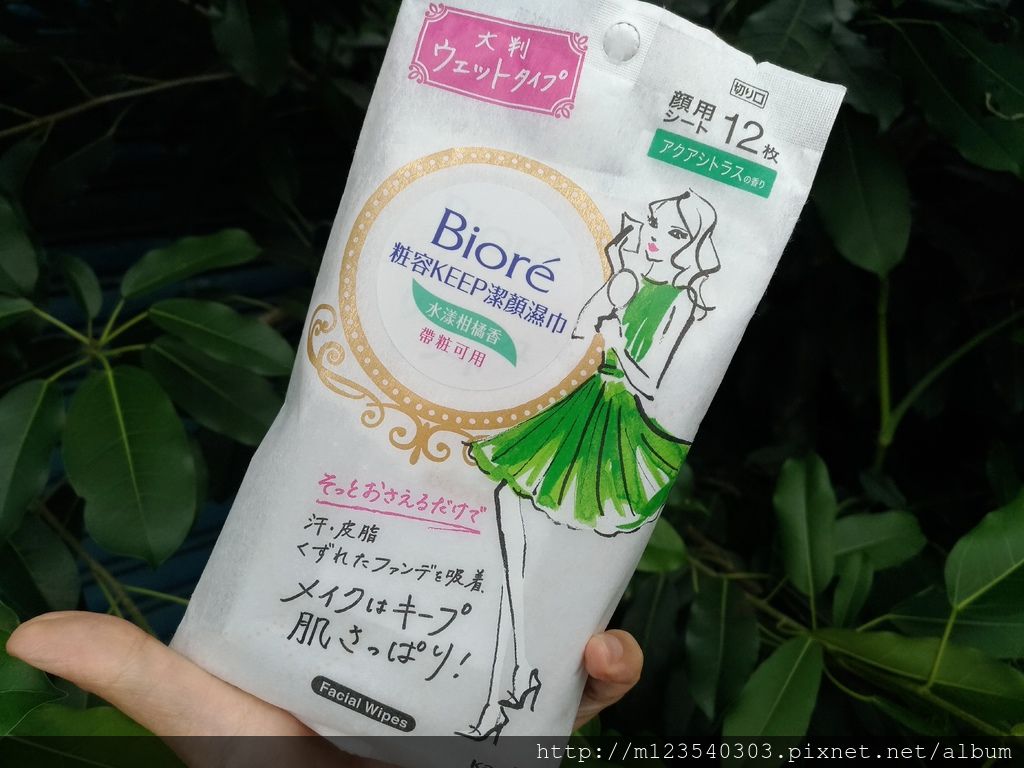 大判
ウェットタイプ
切り口
顔用
シート
12枚
アクアシトラスの香り
Bioré
粧容KEEP潔顏濕巾
水漾柑橘香
帶粧可用
そっとおさえるだけで
汗・皮脂
くずれたファンデを吸着、
メイクはキープ
肌さっぱり!
Facial Wipes
http://m123540303.pixnet.net/album